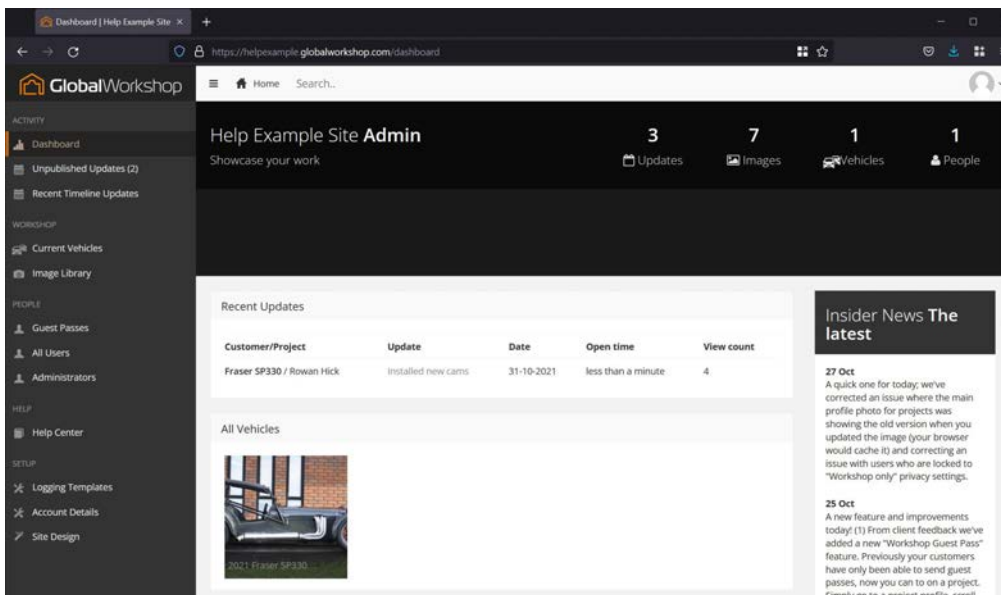 Dashboard | Help Example Site
https://helpexample.globalworkshop.com/dashboard
GlobalWorkshop
Home Search..
ACTIVITY
Dashboard
Unpublished Updates (2)
Recent Timeline Updates
WORKSHOP
Current Vehicles
Image Library
PEOPLE
Guest Passes
All Users
Administrators
HELP
Help Center
SETUP
Logging Templates
Account Details
Site Design
Help Example Site Admin
Showcase your work
3 7 1 1
Updates Images Vehicles People
Recent Updates
Customer/Project Update Date Open time View count
Fraser SP330 / Rowan Hick Installed new cams 31-10-2021 less than a minute 4
All Vehicles
2021 Fraser SP330
Insider News The
latest
27 Oct
A quick one for today; we've
corrected an issue where the main
profile photo for projects was
showing the old version when you
updated the image (your browser
would cache it) and correcting an
issue with users who are locked to
"Workshop only" privacy settings.
25 Oct
A new feature and improvements
today! (1) From client feedback we've
added a new "Workshop Guest Pass"
feature. Previously your customers
have only been able to send guest
passes, now you can to on a project.
Simply go to a project profile, scroll